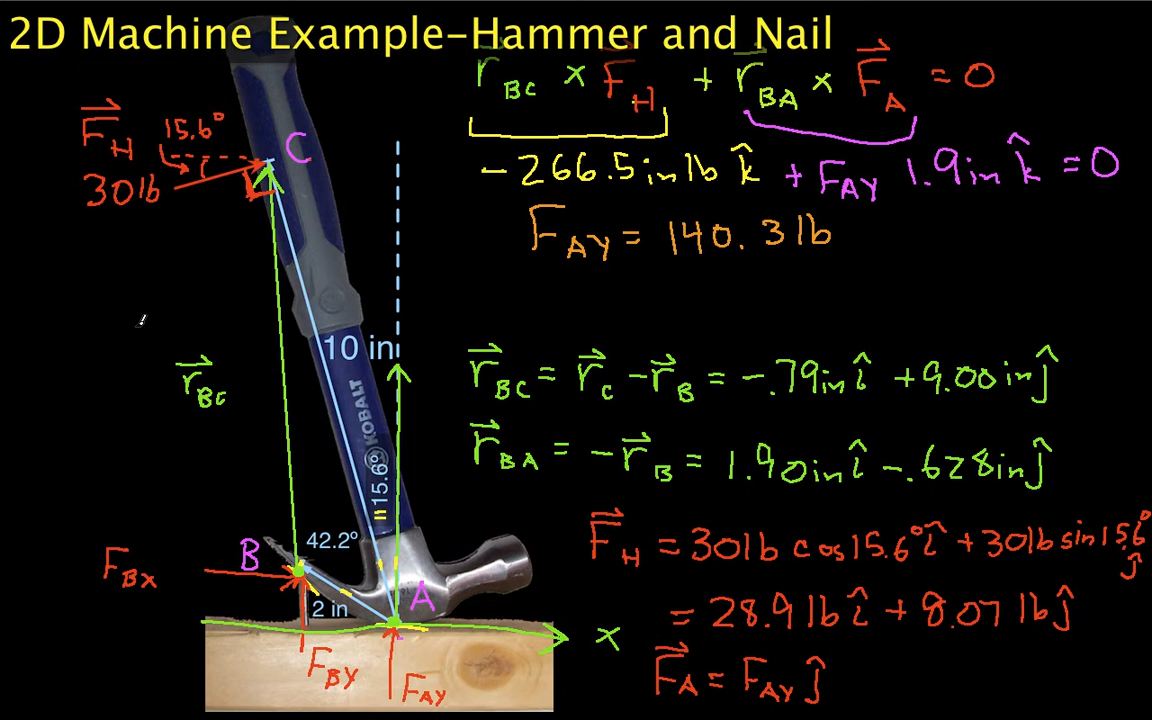 2D Machine Example-Hammer and Nail
r⃗BC × F⃗H + r⃗BA × F⃗A = 0
-266.5 in lb k̂ + FAY 1.9 in k̂ = 0
FAY = 140.3 lb
F⃗H
15.6°
30 lb
C
10 in
r⃗BC
KOBALT
=15.6°
r⃗BC = r⃗C - r⃗B = -.79 in î + 9.00 in ĵ
r⃗BA = -r⃗B = 1.90 in î - .628 in ĵ
F⃗H = 30 lb cos 15.6° î + 30 lb sin 15.6° ĵ
= 28.9 lb î + 8.07 lb ĵ
F⃗A = FAY ĵ
B
42.2°
FBX
2 in
A
x
FBY
FAY